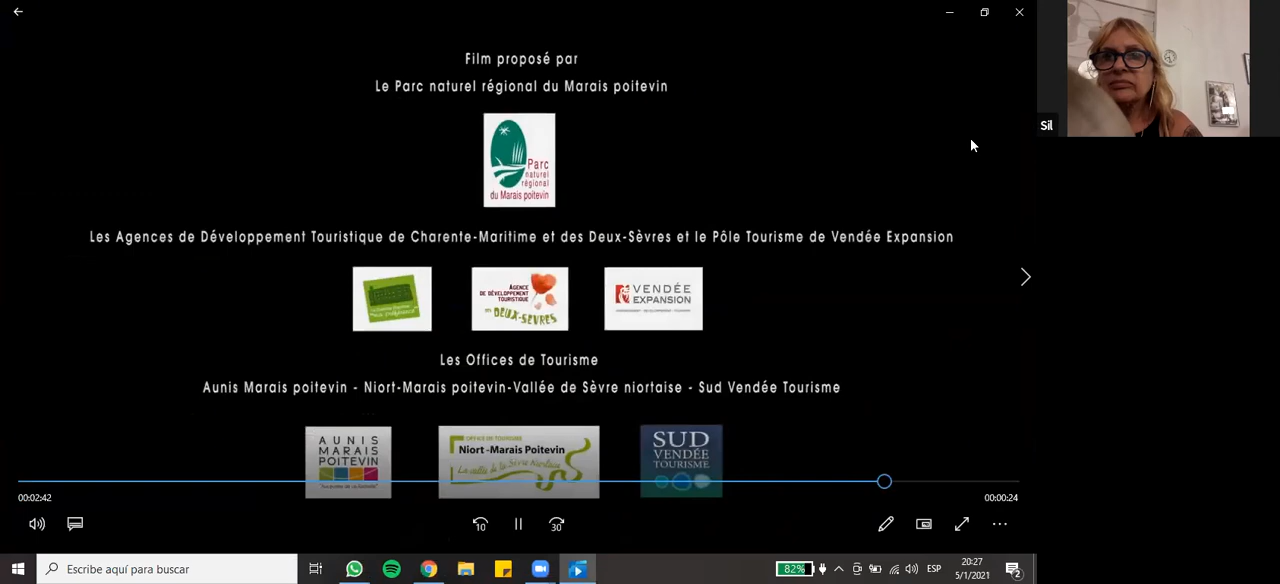 Film proposé par
Le Parc naturel régional du Marais poitevin
Parc
naturel
régional
du Marais poitevin
Les Agences de Développement Touristique de Charente-Maritime et des Deux-Sèvres et le Pôle Tourisme de Vendée Expansion
AGENCE
DE DÉVELOPPEMENT
TOURISTIQUE
DES DEUX-SÈVRES
VENDÉE
EXPANSION
Les Offices de Tourisme
Aunis Marais poitevin - Niort-Marais poitevin-Vallée de Sèvre niortaise - Sud Vendée Tourisme
AUNIS
MARAIS
POITEVIN
OFFICE DE TOURISME
Niort-Marais Poitevin
La vallée de la Sèvre Niortaise
SUD
VENDÉE
TOURISME
00:02:42
00:00:24
10
30
Sil
Escribe aquí para buscar
82%
ESP
20:27
5/1/2021
2